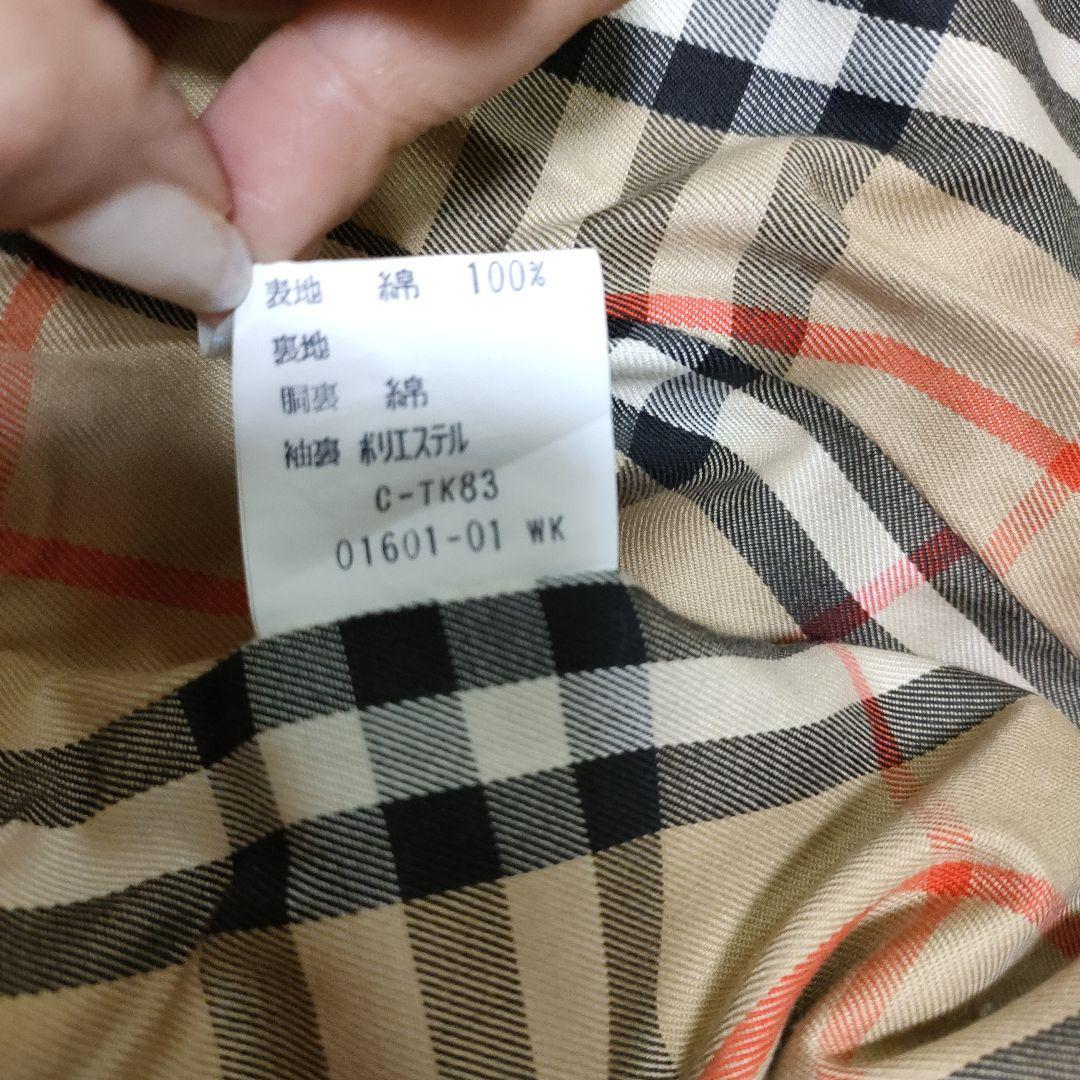 表地 綿 100%
裏地
胴裏 綿
袖裏 ポリエステル
C-TK83
01601-01 WK